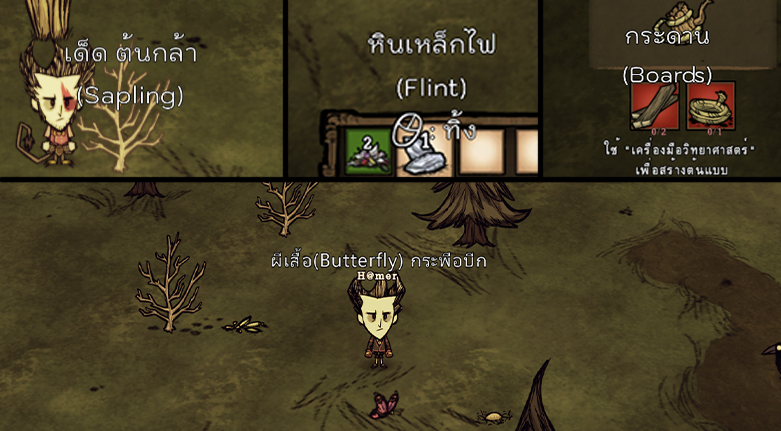 เด็ด ต้นกล้า
(Sapling)
หินเหล็กไฟ
(Flint)
: ทิ้ง
2
1
กระดาน
(Boards)
0/2
0/1
ใช้ "เครื่องมือวิทยาศาสตร์"
เพื่อสร้างต้นแบบ
ผีเสื้อ(Butterfly) กระพือปีก
H@mer